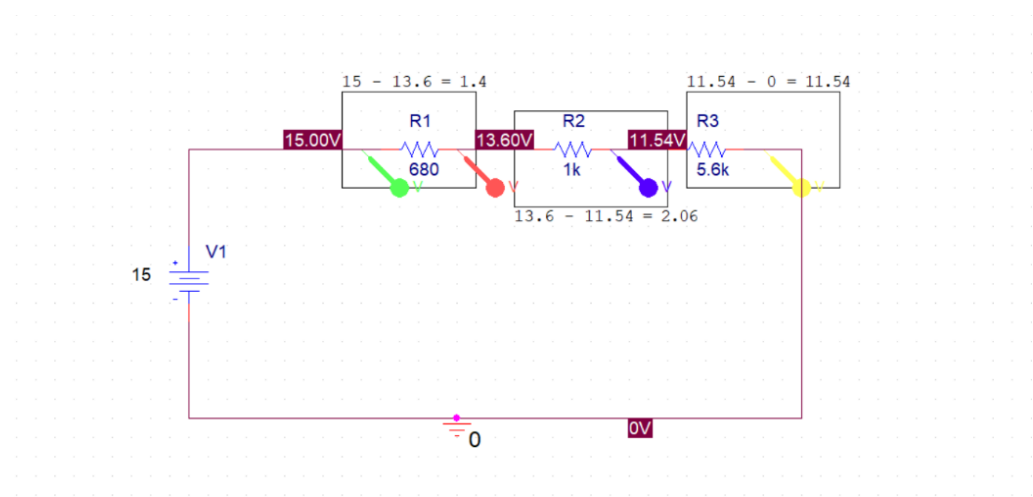 15 - 13.6 = 1.4
11.54 - 0 = 11.54
R1
R2
R3
15.00V
13.60V
11.54V
680
1k
5.6k
V
V
V
V
13.6 - 11.54 = 2.06
V1
+
15
-
0V
0